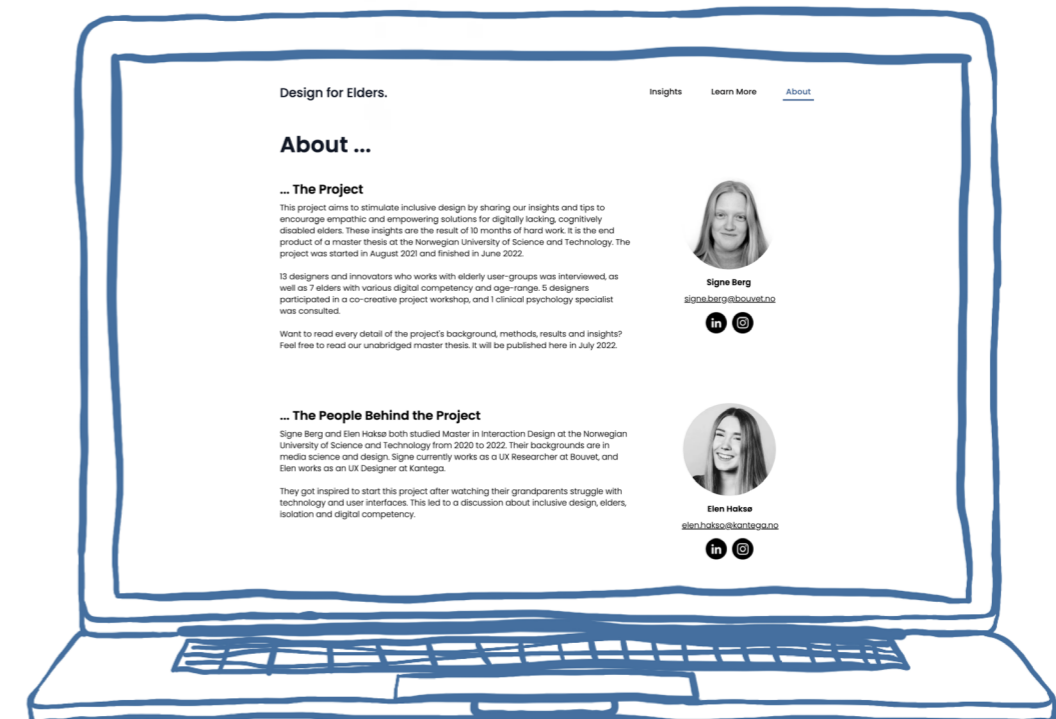 Design for Elders.
Insights
Learn More
About
About ...
... The Project
This project aims to stimulate inclusive design by sharing our insights and tips to
encourage empathic and empowering solutions for digitally lacking, cognitively
disabled elders. These insights are the result of 10 months of hard work. It is the end
product of a master thesis at the Norwegian University of Science and Technology. The
project was started in August 2021 and finished in June 2022.
13 designers and innovators who works with elderly user-groups was interviewed, as
well as 7 elders with various digital competency and age-range. 5 designers
participated in a co-creative project workshop, and 1 clinical psychology specialist
was consulted.
Want to read every detail of the project's background, methods, results and insights?
Feel free to read our unabridged master thesis. It will be published here in July 2022.
Signe Berg
signe.berg@bouvet.no
in
... The People Behind the Project
Signe Berg and Elen Haksø both studied Master in Interaction Design at the Norwegian
University of Science and Technology from 2020 to 2022. Their backgrounds are in
media science and design. Signe currently works as a UX Researcher at Bouvet, and
Elen works as an UX Designer at Kantega.
They got inspired to start this project after watching their grandparents struggle with
technology and user interfaces. This led to a discussion about inclusive design, elders,
isolation and digital competency.
Elen Haksø
elen.hakso@kantega.no
in